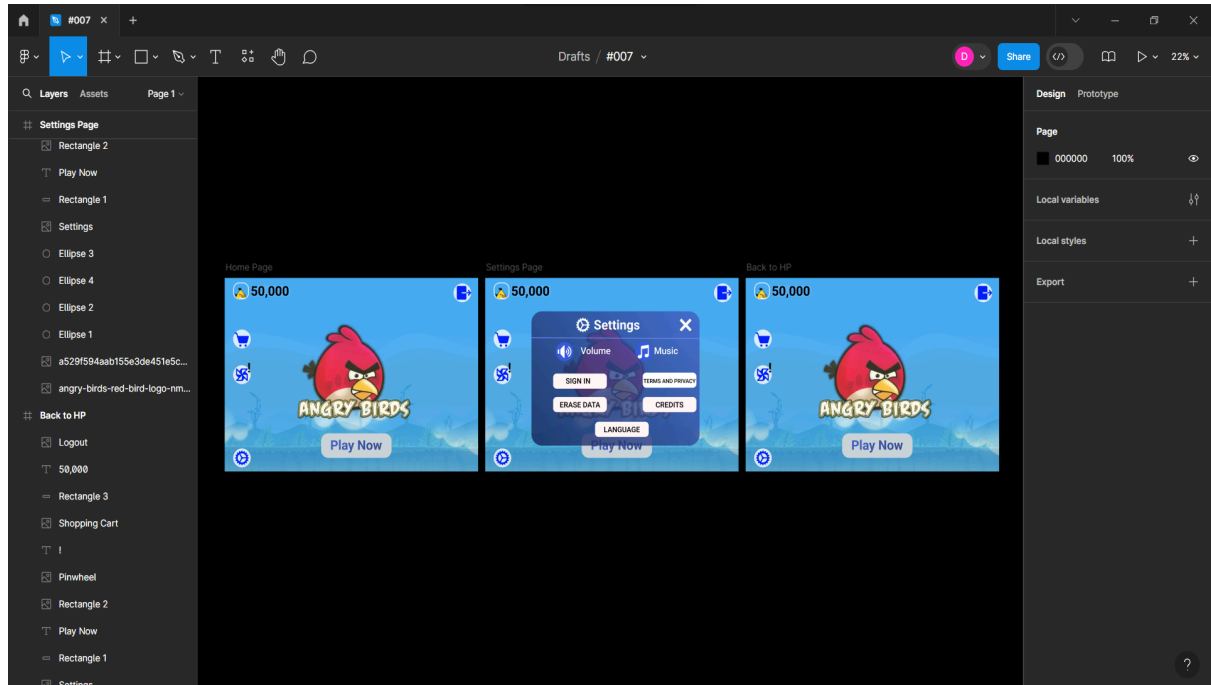 #007
Drafts / #007
D
Share
22%
Layers
Assets
Page 1
Settings Page
Rectangle 2
Play Now
Rectangle 1
Settings
Ellipse 3
Ellipse 4
Ellipse 2
Ellipse 1
a529f594aab155e3de451e5c...
angry-birds-red-bird-logo-nm...
Back to HP
Logout
50,000
Rectangle 3
Shopping Cart
!
Pinwheel
Rectangle 2
Play Now
Rectangle 1
Settings
Home Page
50,000
!
ANGRY BIRDS
Play Now
Settings Page
50,000
Settings
Volume
Music
!
SIGN IN
TERMS AND PRIVACY
ERASE DATA
CREDITS
LANGUAGE
Play Now
Back to HP
50,000
!
ANGRY BIRDS
Play Now
Design
Prototype
Page
000000
100%
Local variables
Local styles
Export
?